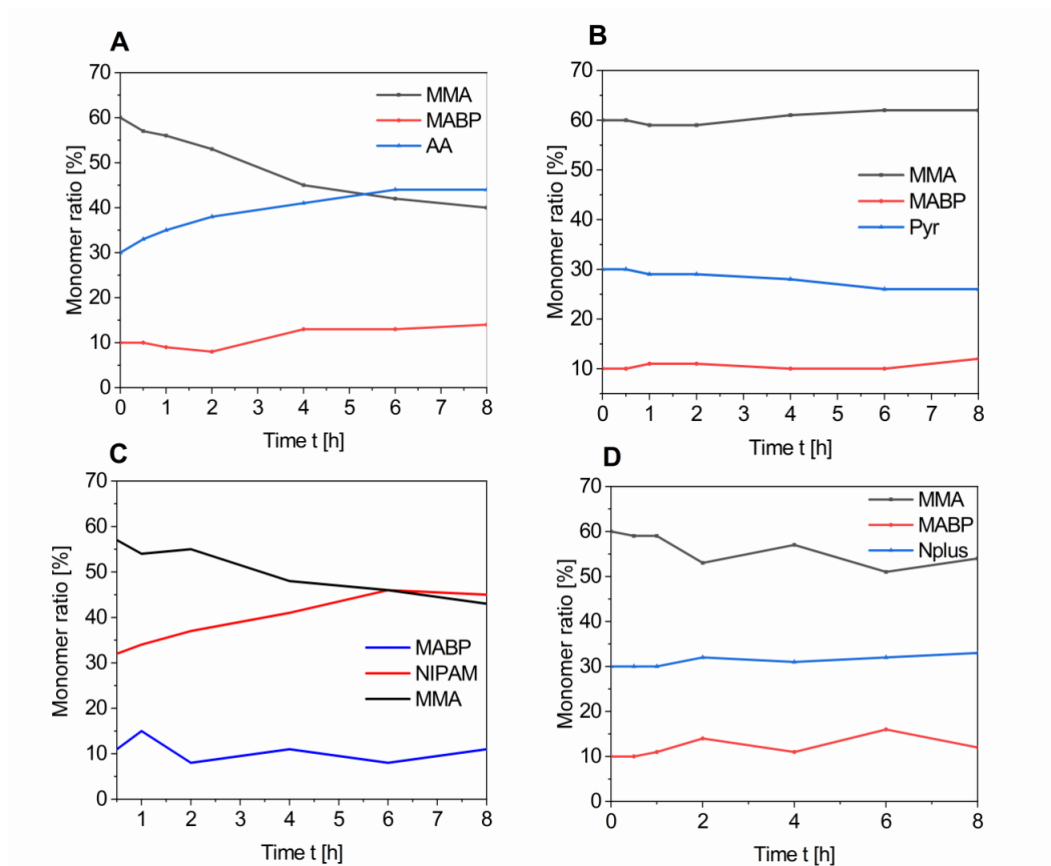 A
Monomer ratio [%]
70
60
50
40
30
20
10
0
MMA
MABP
AA
0 1 2 3 4 5 6 7 8
Time t [h]
B
Monomer ratio [%]
70
60
50
40
30
20
10
MMA
MABP
Pyr
0 1 2 3 4 5 6 7 8
Time t [h]
C
Monomer ratio [%]
70
60
50
40
30
20
10
0
MABP
NIPAM
MMA
1 2 3 4 5 6 7 8
Time t [h]
D
Monomer ratio [%]
70
60
50
40
30
20
10
0
MMA
MABP
Nplus
0 2 4 6 8
Time t [h]